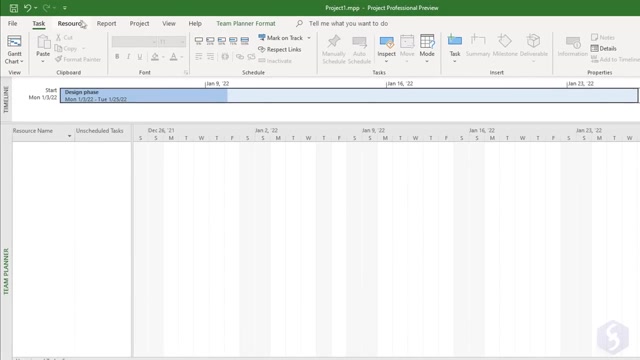 Project1.mpp - Project Professional Preview
File Task Resource Report Project View Help Team Planner Format Tell me what you want to do
Gantt Chart
Paste
Cut
Copy
Format Painter
Mark on Track
Respect Links
Inactivate
Manually Schedule
Auto Schedule
Inspect
Move
Mode
Task
Summary
Milestone
Deliverable
Information
Notes
Details
View Clipboard Font Schedule Tasks Insert Properties
TIMELINE
Jan 9, '22 Jan 16, '22 Jan 23, '22
Start
Mon 1/3/22
Design phase
Mon 1/3/22 - Tue 1/25/22
Resource Name Unscheduled Tasks
Dec 26, '21 Jan 2, '22 Jan 9, '22 Jan 16, '22 Jan 23, '22
S S M T W T F S S M T W T F S S M T W T F S S M T W T F S S M T W
TEAM PLANNER